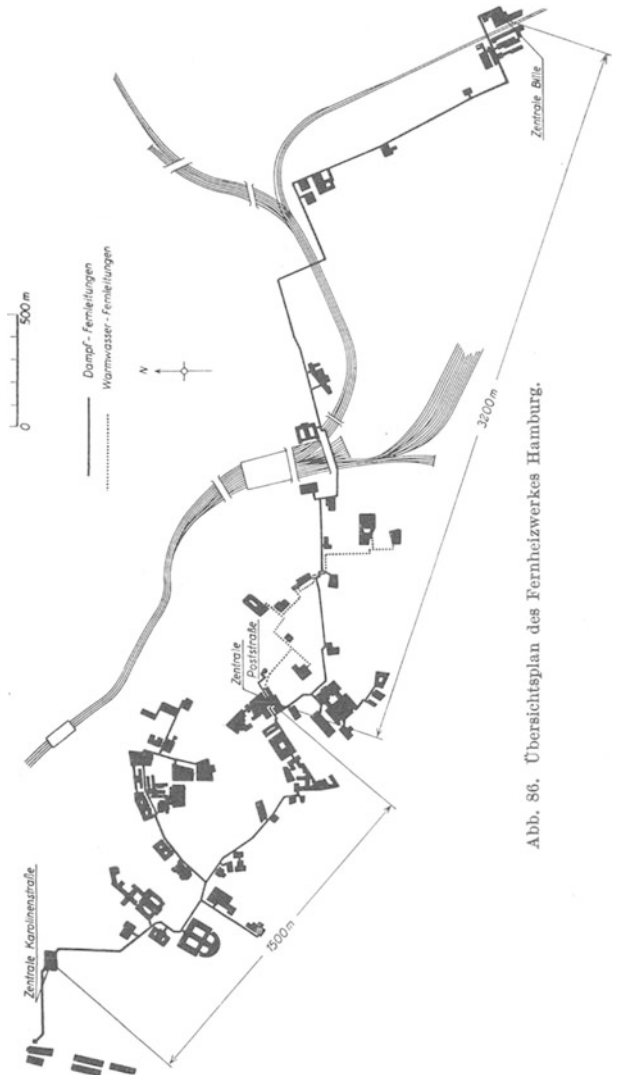 0 500 m
Dampf - Fernleitungen
Warmwasser - Fernleitungen
N
Zentrale Karolinenstraße
Zentrale
Poststraße
Zentrale Bille
1500 m
3200 m
Abb. 86. Übersichtsplan des Fernheizwerkes Hamburg.